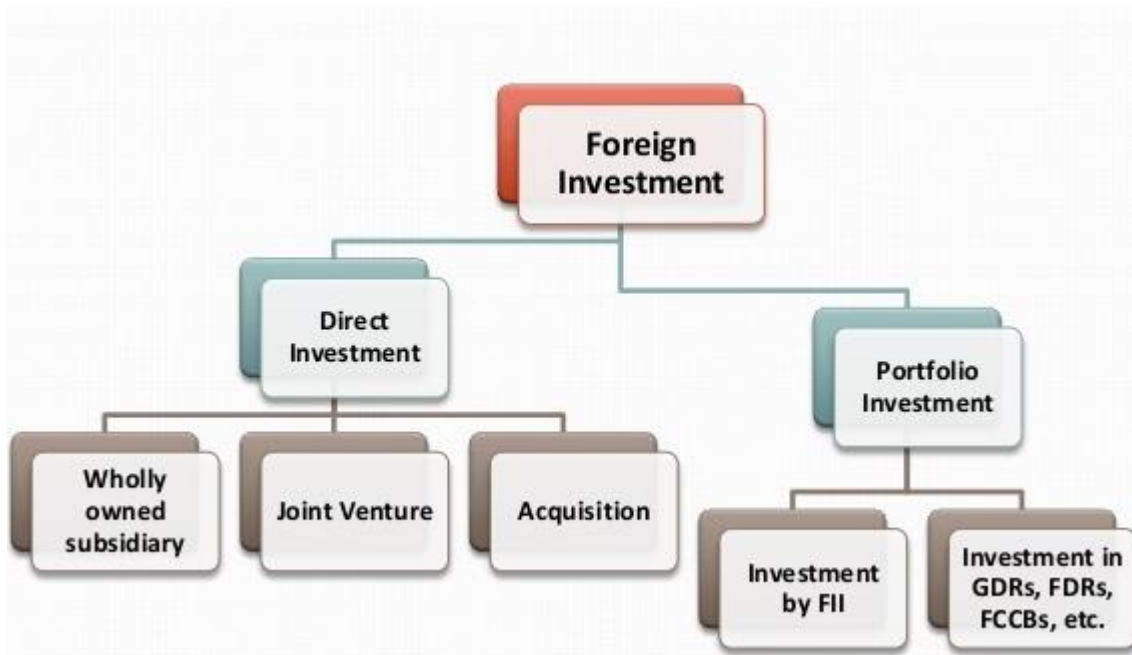 Foreign
Investment
Direct
Investment
Portfolio
Investment
Wholly
owned
subsidiary
Joint Venture
Acquisition
Investment
by FII
Investment in
GDRs, FDRs,
FCCBs, etc.